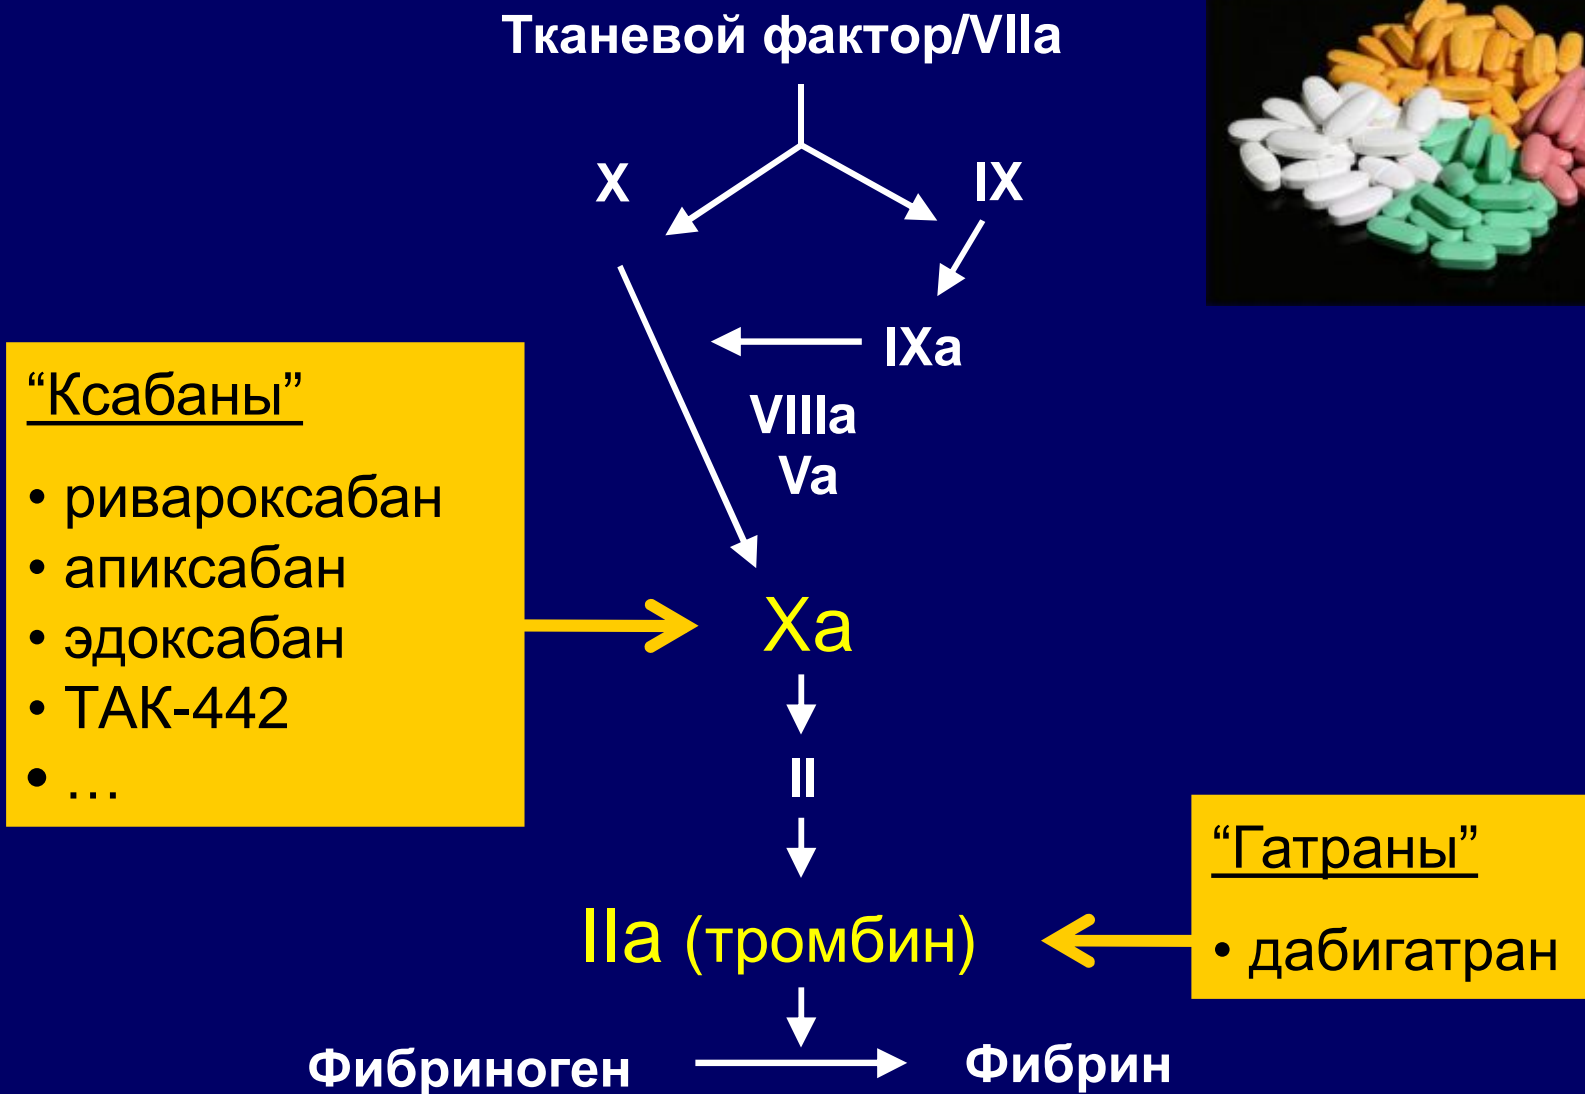 Тканевой фактор/VIIa
X
IX
IXa
VIIIa
Va
“Ксабаны”
• ривароксабан
• апиксабан
• эдоксабан
• ТАК-442
• …
Xa
II
“Гатраны”
• дабигатран
IIa (тромбин)
Фибриноген
Фибрин